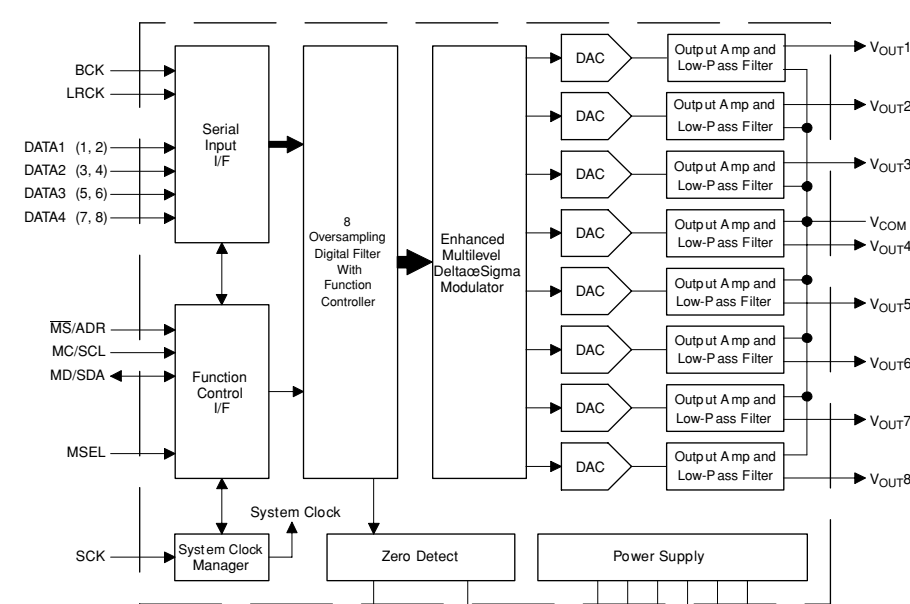 BCK
LRCK
DATA1 (1, 2)
DATA2 (3, 4)
DATA3 (5, 6)
DATA4 (7, 8)
MS/ADR
MC/SCL
MD/SDA
MSEL
SCK
Serial
Input
I/F
Function
Control
I/F
System Clock
Manager
System Clock
8
Oversampling
Digital Filter
With
Function
Controller
Zero Detect
Enhanced
Multilevel
DeltaœSigma
Modulator
Power Supply
DAC
Output Amp and
Low-Pass Filter
VOUT1
DAC
Output Amp and
Low-Pass Filter
VOUT2
DAC
Output Amp and
Low-Pass Filter
VOUT3
VCOM
DAC
Output Amp and
Low-Pass Filter
VOUT4
DAC
Output Amp and
Low-Pass Filter
VOUT5
DAC
Output Amp and
Low-Pass Filter
VOUT6
DAC
Output Amp and
Low-Pass Filter
VOUT7
DAC
Output Amp and
Low-Pass Filter
VOUT8